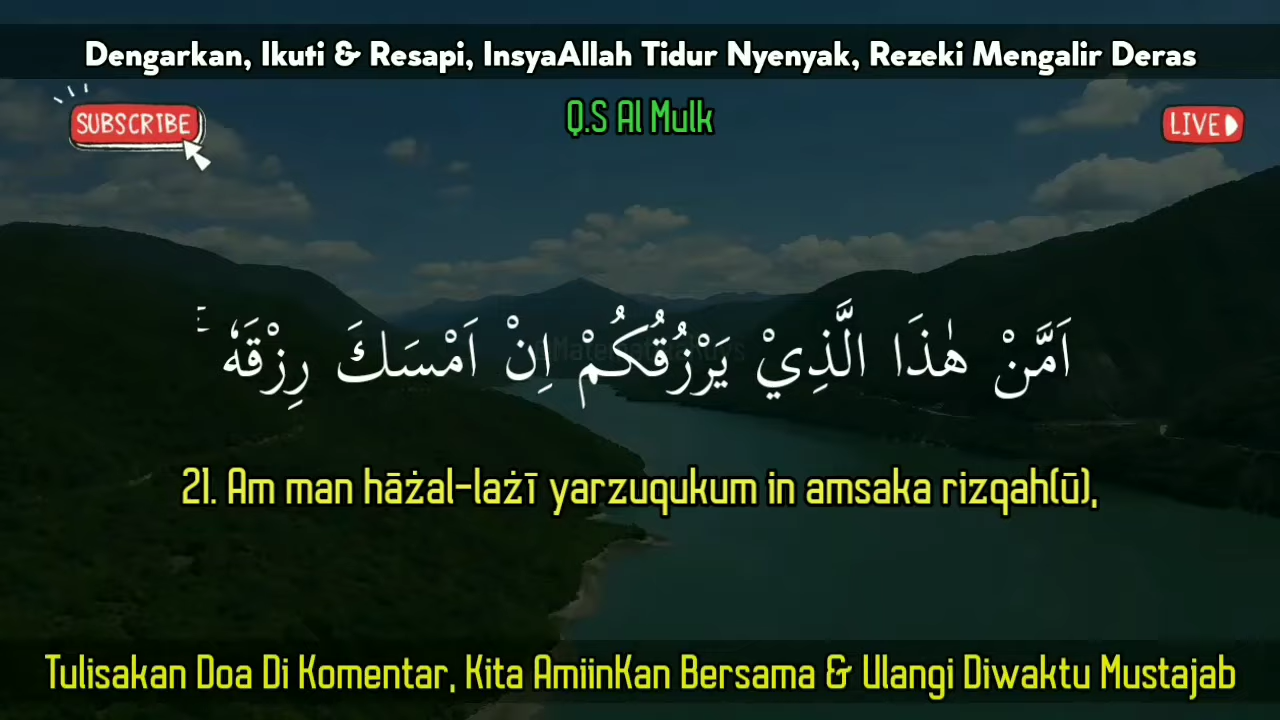 Dengarkan, Ikuti & Resapi, InsyaAllah Tidur Nyenyak, Rezeki Mengalir Deras
SUBSCRIBE
Q.S Al Mulk
LIVE
اَمَّنْ هٰذَا الَّذِيْ يَرْزُقُكُمْ اِنْ اَمْسَكَ رِزْقَهٗ ۚ
21. Am man hāżal-lażī yarzuqukum in amsaka rizqah(ū),
Tulisakan Doa Di Komentar, Kita AmiinKan Bersama & Ulangi Diwaktu Mustajab